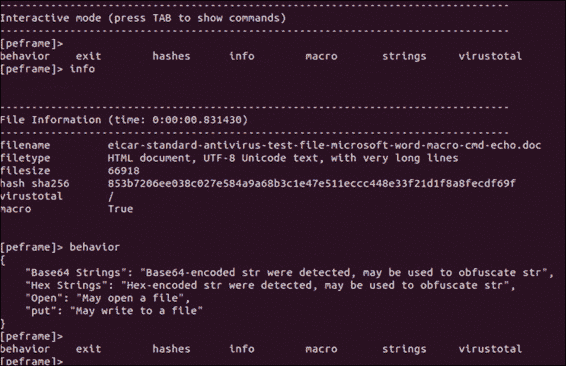 --------------------------------------------------------------------------------
Interactive mode (press TAB to show commands)
--------------------------------------------------------------------------------
[peframe]>
behavior exit hashes info macro strings virustotal
[peframe]> info
--------------------------------------------------------------------------------
File Information (time: 0:00:00.831430)
--------------------------------------------------------------------------------
filename eicar-standard-antivirus-test-file-microsoft-word-macro-cmd-echo.doc
filetype HTML document, UTF-8 Unicode text, with very long lines
filesize 66918
hash sha256 853b7206ee038c027e584a9a68b3c1e47e511eccc448e33f21d1f8a8fecdf69f
virustotal /
macro True
[peframe]> behavior
{
"Base64 Strings": "Base64-encoded str were detected, may be used to obfuscate str",
"Hex Strings": "Hex-encoded str were detected, may be used to obfuscate str",
"Open": "May open a file",
"put": "May write to a file"
}
[peframe]>
behavior exit hashes info macro strings virustotal
[peframe]>